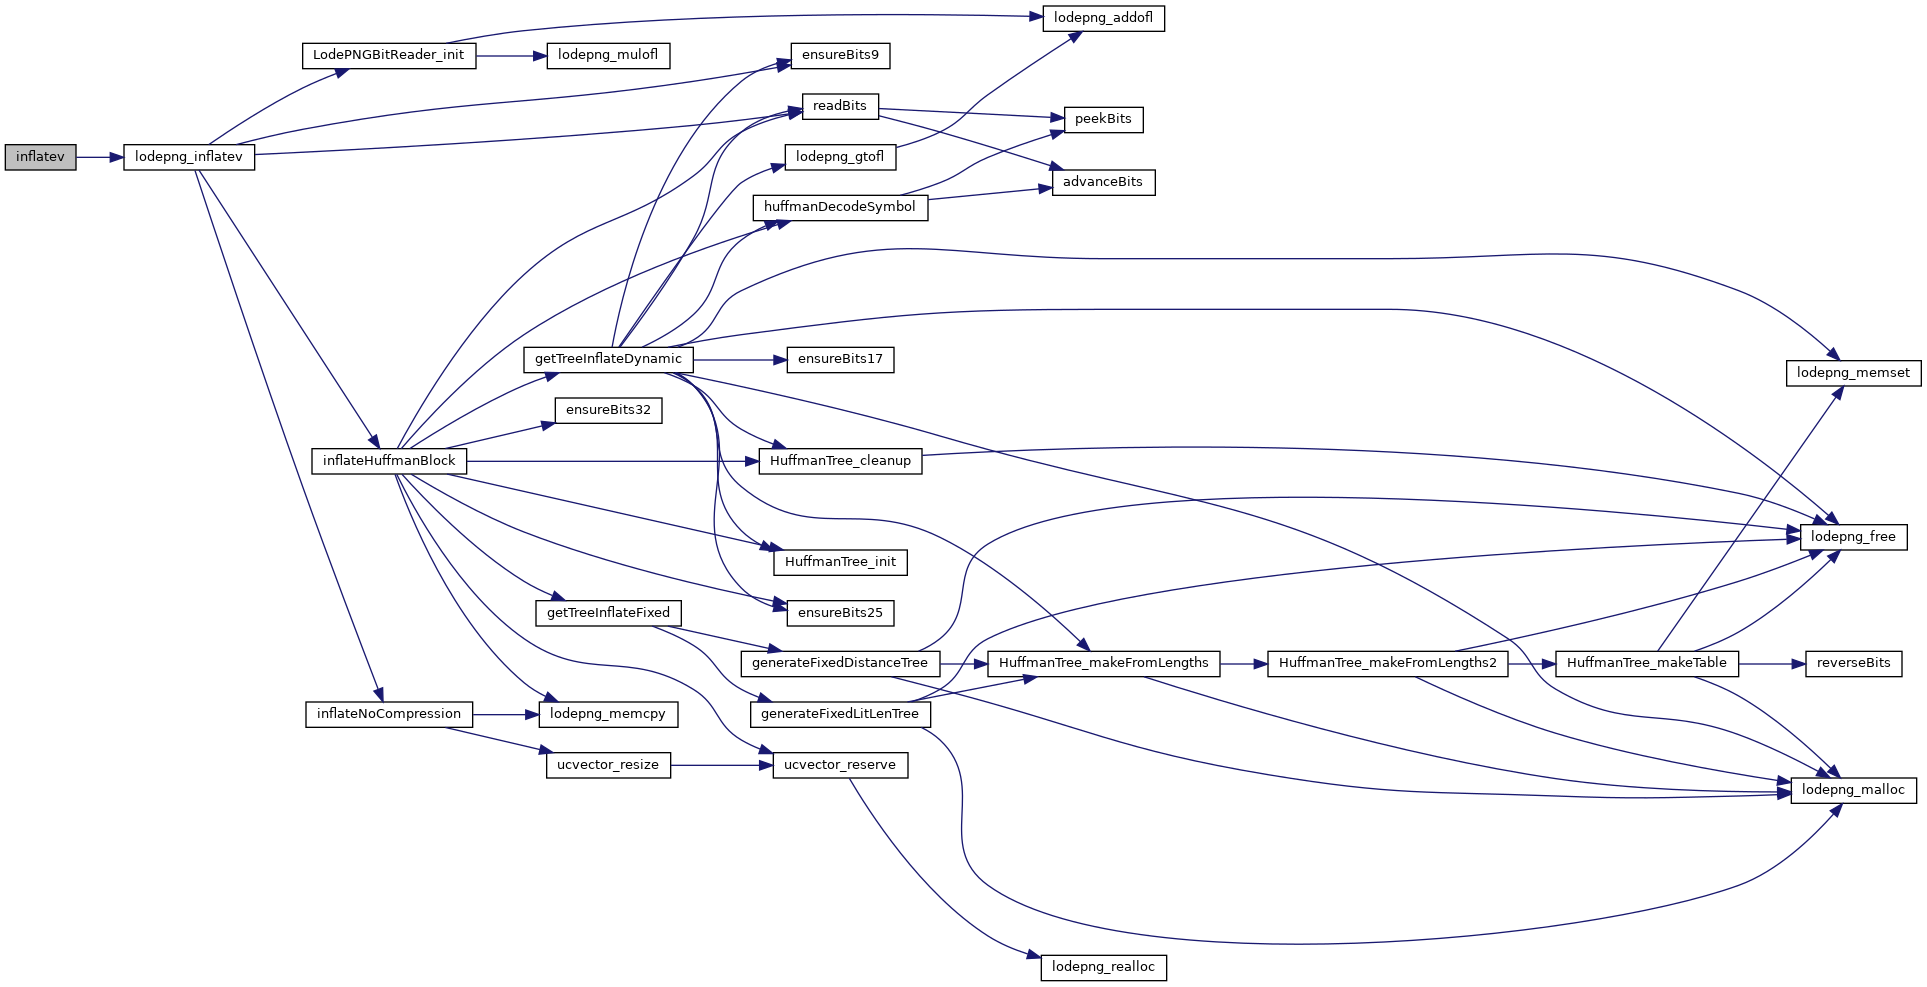 lodepng_addofl
LodePNGBitReader_init
lodepng_mulofl
ensureBits9
readBits
peekBits
inflatev
lodepng_inflatev
lodepng_gtofl
advanceBits
huffmanDecodeSymbol
getTreeInflateDynamic
ensureBits17
lodepng_memset
ensureBits32
inflateHuffmanBlock
HuffmanTree_cleanup
lodepng_free
HuffmanTree_init
getTreeInflateFixed
ensureBits25
generateFixedDistanceTree
HuffmanTree_makeFromLengths
HuffmanTree_makeFromLengths2
HuffmanTree_makeTable
reverseBits
inflateNoCompression
lodepng_memcpy
generateFixedLitLenTree
ucvector_resize
ucvector_reserve
lodepng_malloc
lodepng_realloc